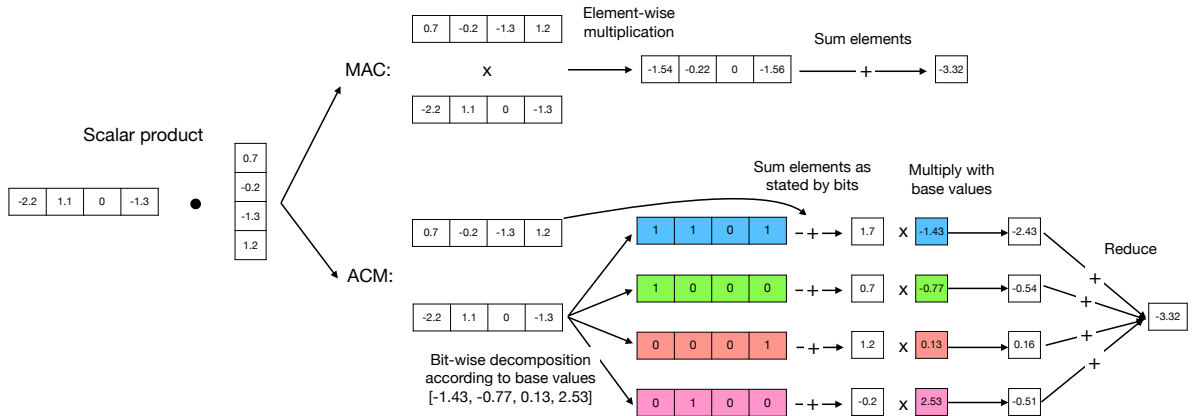 Scalar product
-2.2 1.1 0 -1.3
0.7
-0.2
-1.3
1.2
MAC:
0.7 -0.2 -1.3 1.2
x
-2.2 1.1 0 -1.3
Element-wise
multiplication
-1.54 -0.22 0 -1.56
Sum elements
+
-3.32
ACM:
0.7 -0.2 -1.3 1.2
-2.2 1.1 0 -1.3
Bit-wise decomposition
according to base values
[-1.43, -0.77, 0.13, 2.53]
Sum elements as
stated by bits
Multiply with
base values
1 1 0 1 + 1.7 x -1.43 -2.43
1 0 0 0 + 0.7 x -0.77 -0.54
0 0 0 1 + 1.2 x 0.13 0.16
0 1 0 0 + -0.2 x 2.53 -0.51
Reduce
+
+
+
+
-3.32